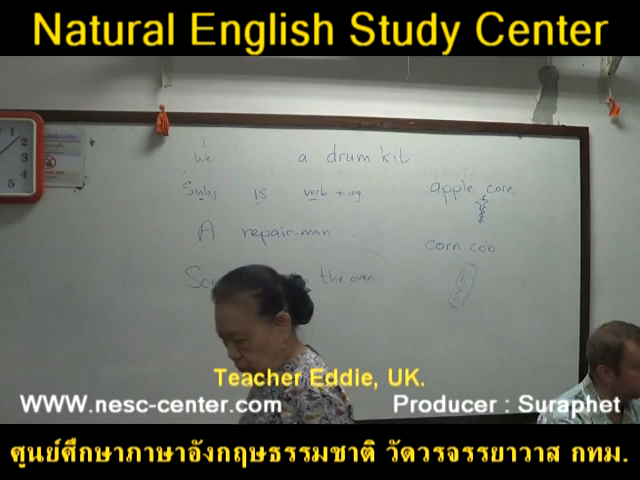 Natural English Study Center
I
we
a drum kit
Subj is verb + ing
apple core
A repair-man
corn cob
the oven
Teacher Eddie, UK.
WWW.nesc-center.com
Producer : Suraphet
ศูนย์ศึกษาภาษาอังกฤษธรรมชาติ วัดวรจรรยาวาส กทม.